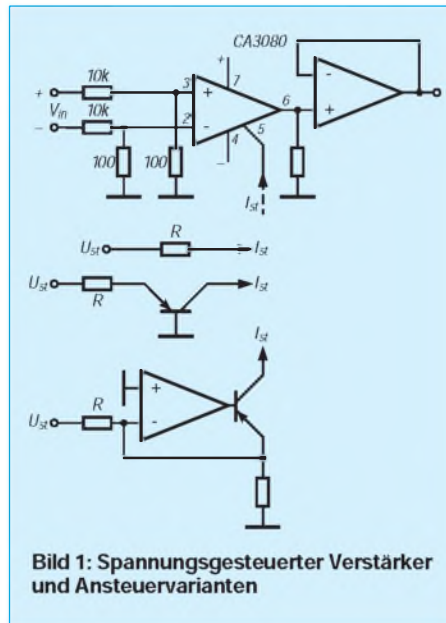 CA3080
+
10k
+
3
+
7
V_in
10k
-
2
-
4
-
6
5
100
100
I_st
-
+
U_st
R
I_st
U_st
R
I_st
I_st
+
-
U_st
R
Bild 1: Spannungsgesteuerter Verstärker
und Ansteuervarianten